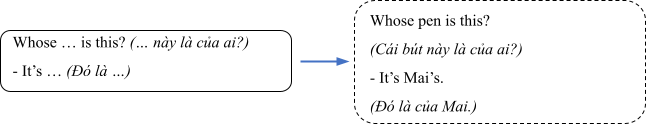 Whose … is this? (… này là của ai?)
- It’s … (Đó là …)
Whose pen is this?
(Cái bút này là của ai?)
- It’s Mai’s.
(Đó là của Mai.)